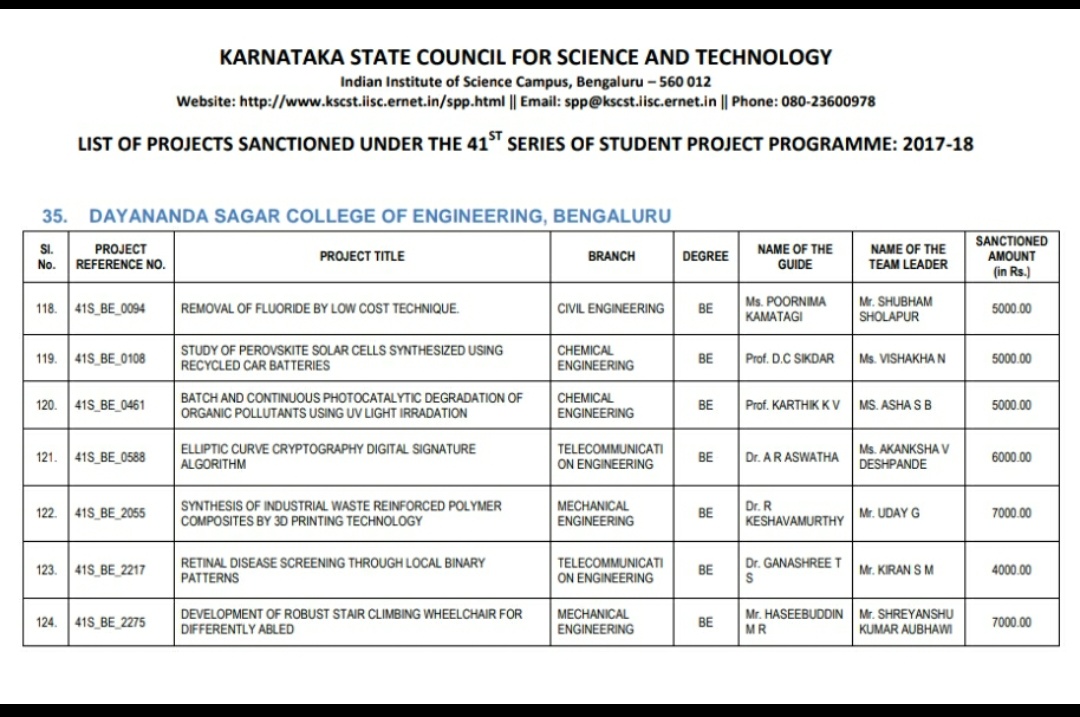 KARNATAKA STATE COUNCIL FOR SCIENCE AND TECHNOLOGY
Indian Institute of Science Campus, Bengaluru – 560 012
Website: http://www.kscst.iisc.ernet.in/spp.html || Email: spp@kscst.iisc.ernet.in || Phone: 080-23600978
LIST OF PROJECTS SANCTIONED UNDER THE 41ST SERIES OF STUDENT PROJECT PROGRAMME: 2017-18
35. DAYANANDA SAGAR COLLEGE OF ENGINEERING, BENGALURU
Sl. No. PROJECT REFERENCE NO. PROJECT TITLE BRANCH DEGREE NAME OF THE GUIDE NAME OF THE TEAM LEADER SANCTIONED AMOUNT (in Rs.)
118. 41S_BE_0094 REMOVAL OF FLUORIDE BY LOW COST TECHNIQUE. CIVIL ENGINEERING BE Ms. POORNIMA KAMATAGI Mr. SHUBHAM SHOLAPUR 5000.00
119. 41S_BE_0108 STUDY OF PEROVSKITE SOLAR CELLS SYNTHESIZED USING RECYCLED CAR BATTERIES CHEMICAL ENGINEERING BE Prof. D.C SIKDAR Ms. VISHAKHA N 5000.00
120. 41S_BE_0461 BATCH AND CONTINUOUS PHOTOCATALYTIC DEGRADATION OF ORGANIC POLLUTANTS USING UV LIGHT IRRADATION CHEMICAL ENGINEERING BE Prof. KARTHIK K V MS. ASHA S B 5000.00
121. 41S_BE_0588 ELLIPTIC CURVE CRYPTOGRAPHY DIGITAL SIGNATURE ALGORITHM TELECOMMUNICATI ON ENGINEERING BE Dr. A R ASWATHA Ms. AKANKSHA V DESHPANDE 6000.00
122. 41S_BE_2055 SYNTHESIS OF INDUSTRIAL WASTE REINFORCED POLYMER COMPOSITES BY 3D PRINTING TECHNOLOGY MECHANICAL ENGINEERING BE Dr. R KESHAVAMURTHY Mr. UDAY G 7000.00
123. 41S_BE_2217 RETINAL DISEASE SCREENING THROUGH LOCAL BINARY PATTERNS TELECOMMUNICATI ON ENGINEERING BE Dr. GANASHREE T S Mr. KIRAN S M 4000.00
124. 41S_BE_2275 DEVELOPMENT OF ROBUST STAIR CLIMBING WHEELCHAIR FOR DIFFERENTLY ABLED MECHANICAL ENGINEERING BE Mr. HASEEBUDDIN M R Mr. SHREYANSHU KUMAR AUBHAWI 7000.00